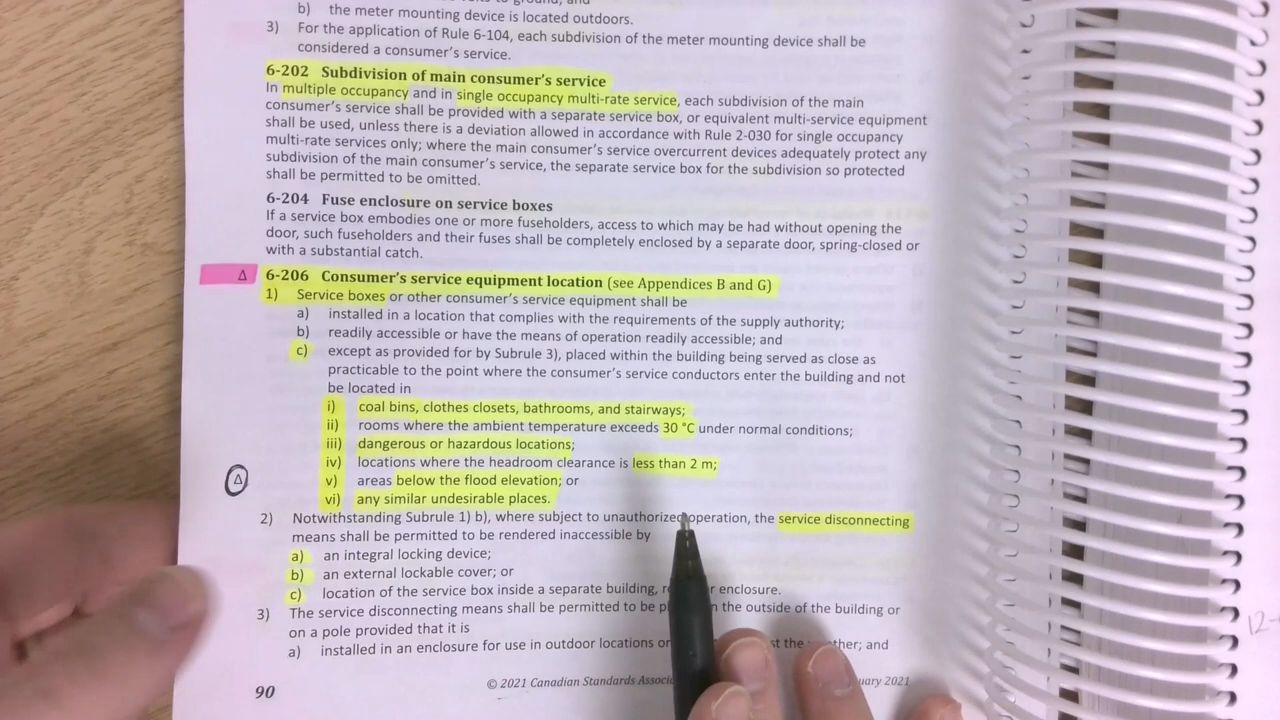 b) the meter mounting device is located outdoors.
3) For the application of Rule 6-104, each subdivision of the meter mounting device shall be
considered a consumer's service.
6-202 Subdivision of main consumer's service
In multiple occupancy and in single occupancy multi-rate service, each subdivision of the main
consumer's service shall be provided with a separate service box, or equivalent multi-service equipment
shall be used, unless there is a deviation allowed in accordance with Rule 2-030 for single occupancy
multi-rate services only; where the main consumer's service overcurrent devices adequately protect any
subdivision of the main consumer's service, the separate service box for the subdivision so protected
shall be permitted to be omitted.
6-204 Fuse enclosure on service boxes
If a service box embodies one or more fuseholders, access to which may be had without opening the
door, such fuseholders and their fuses shall be completely enclosed by a separate door, spring-closed or
with a substantial catch.
Δ 6-206 Consumer's service equipment location (see Appendices B and G)
1) Service boxes or other consumer's service equipment shall be
a) installed in a location that complies with the requirements of the supply authority;
b) readily accessible or have the means of operation readily accessible; and
c) except as provided for by Subrule 3), placed within the building being served as close as
practicable to the point where the consumer's service conductors enter the building and not
be located in
i) coal bins, clothes closets, bathrooms, and stairways;
ii) rooms where the ambient temperature exceeds 30 °C under normal conditions;
iii) dangerous or hazardous locations;
iv) locations where the headroom clearance is less than 2 m;
Δ v) areas below the flood elevation; or
vi) any similar undesirable places.
2) Notwithstanding Subrule 1) b), where subject to unauthorized operation, the service disconnecting
means shall be permitted to be rendered inaccessible by
a) an integral locking device;
b) an external lockable cover; or
c) location of the service box inside a separate building, enclosure.
3) The service disconnecting means shall be permitted to be the outside of the building or
on a pole provided that it is
a) installed in an enclosure for use in outdoor locations and
90 © 2021 Canadian Standards 2021